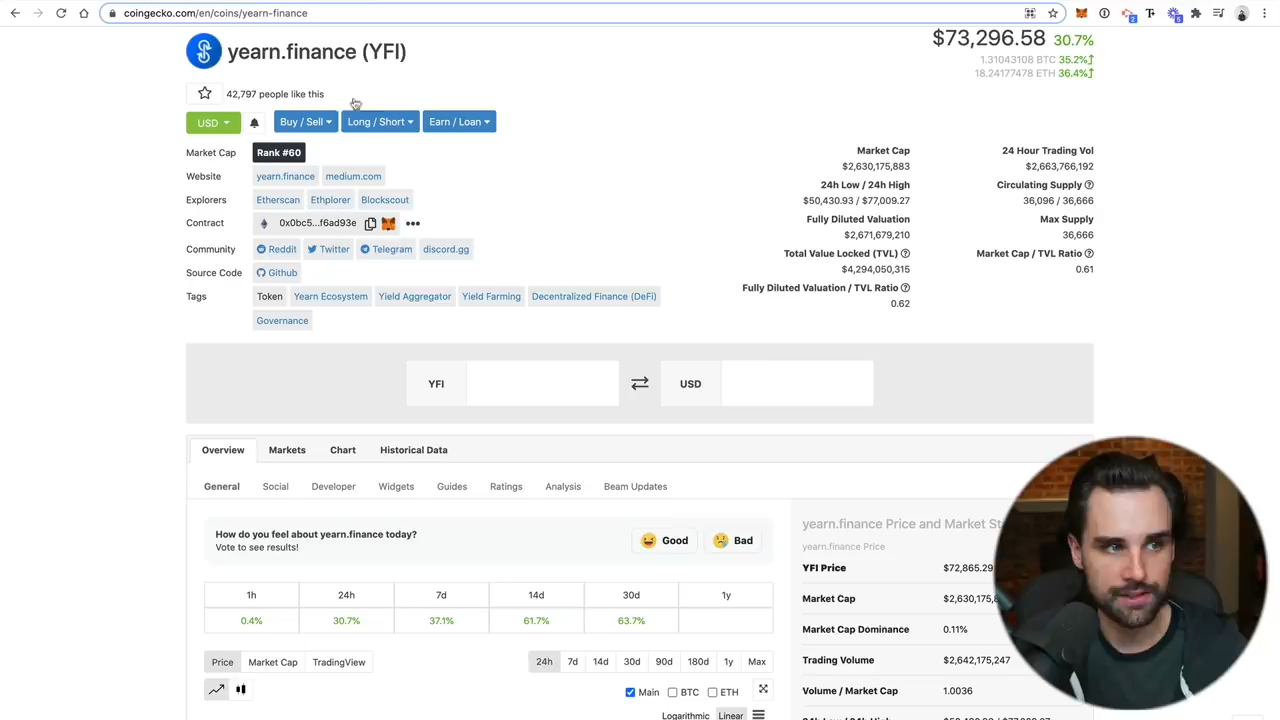 coingecko.com/en/coins/yearn-finance
2
5
yearn.finance (YFI)
$73,296.58 30.7%
1.31043108 BTC 35.2%
18.24177478 ETH 36.4%
42,797 people like this
USD
Buy / Sell
Long / Short
Earn / Loan
Market Cap Rank #60
Website yearn.finance medium.com
Explorers Etherscan Ethplorer Blockscout
Contract 0x0bc5...f6ad93e
Community Reddit Twitter Telegram discord.gg
Source Code Github
Tags Token Yearn Ecosystem Yield Aggregator Yield Farming Decentralized Finance (DeFi)
Governance
Market Cap
$2,630,175,883
24h Low / 24h High
$50,430.93 / $77,009.27
Fully Diluted Valuation
$2,671,679,210
Total Value Locked (TVL)
$4,294,050,315
Fully Diluted Valuation / TVL Ratio
0.62
24 Hour Trading Vol
$2,663,766,192
Circulating Supply
36,096 / 36,666
Max Supply
36,666
Market Cap / TVL Ratio
0.61
YFI
USD
Overview Markets Chart Historical Data
General Social Developer Widgets Guides Ratings Analysis Beam Updates
How do you feel about yearn.finance today?
Vote to see results!
Good
Bad
1h 24h 7d 14d 30d 1y
0.4% 30.7% 37.1% 61.7% 63.7%
Price Market Cap TradingView
24h 7d 14d 30d 90d 180d 1y Max
Main BTC ETH
Logarithmic Linear
yearn.finance Price and Market St
yearn.finance Price
YFI Price $72,865.29
Market Cap $2,630,175,8
Market Cap Dominance 0.11%
Trading Volume $2,642,175,247
Volume / Market Cap 1.0036